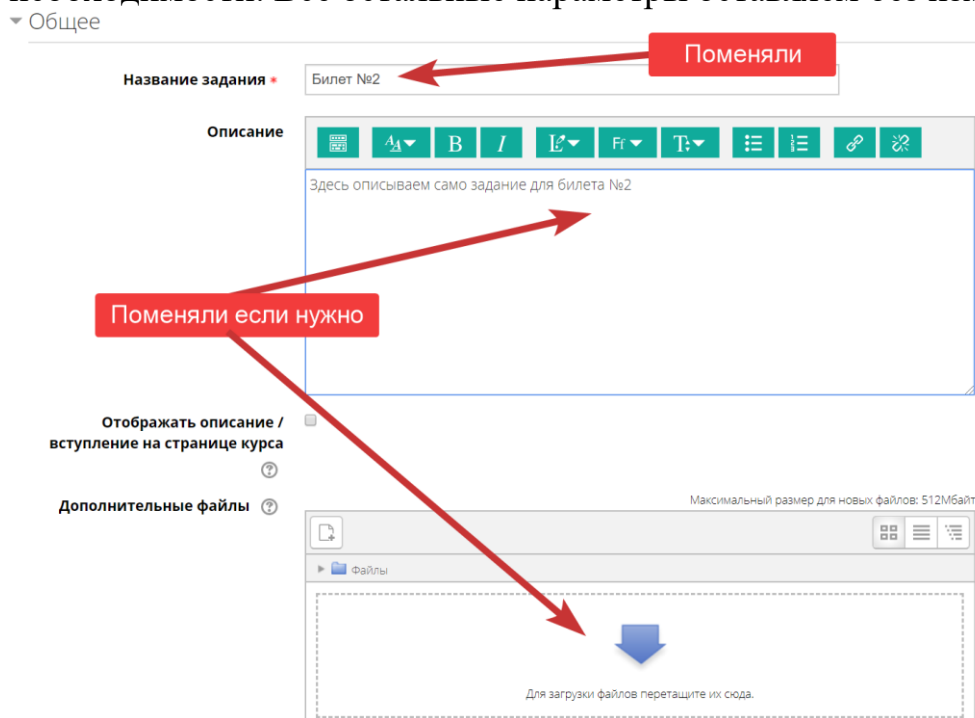 Общее
Поменяли
Название задания
Билет №2
Описание
Здесь описываем само задание для билета №2
Поменяли если нужно
Отображать описание /
вступление на странице курса
Максимальный размер для новых файлов: 512Мбайт
Дополнительные файлы
Файлы
Для загрузки файлов перетащите их сюда.